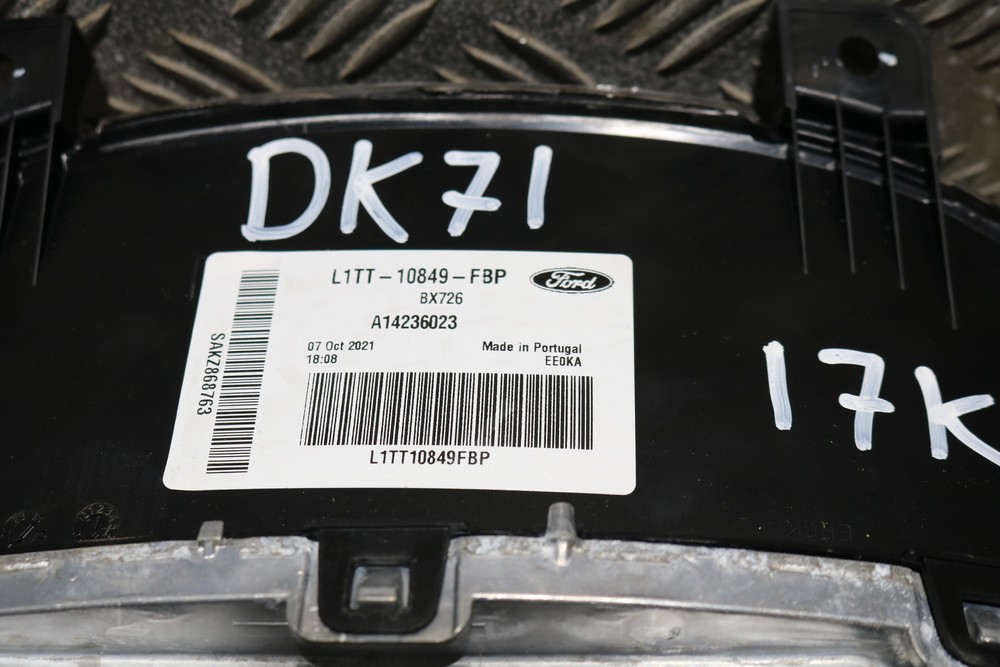 DK71
L1TT-10849-FBP
Ford
BX726
A14236023
07 Oct 2021
18:08
Made in Portugal
EE0KA
SAKZ868763
L1TT10849FBP
17K